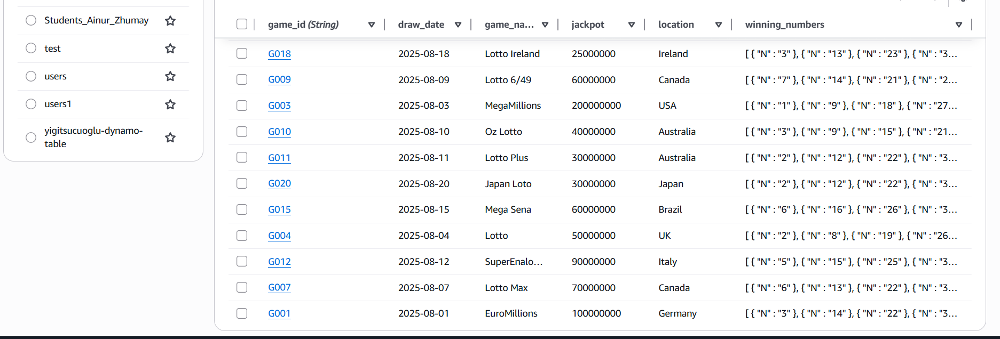 Students_Ainur_Zhumay
test
users
users1
yigitsucuoglu-dynamo-
table
game_id (String) draw_date game_na... jackpot location winning_numbers
G018 2025-08-18 Lotto Ireland 25000000 Ireland [ { "N" : "3" }, { "N" : "13" }, { "N" : "23" }, { "N" : "3...
G009 2025-08-09 Lotto 6/49 60000000 Canada [ { "N" : "7" }, { "N" : "14" }, { "N" : "21" }, { "N" : "2...
G003 2025-08-03 MegaMillions 200000000 USA [ { "N" : "1" }, { "N" : "9" }, { "N" : "18" }, { "N" : "27...
G010 2025-08-10 Oz Lotto 40000000 Australia [ { "N" : "3" }, { "N" : "9" }, { "N" : "15" }, { "N" : "21...
G011 2025-08-11 Lotto Plus 30000000 Australia [ { "N" : "2" }, { "N" : "12" }, { "N" : "22" }, { "N" : "3...
G020 2025-08-20 Japan Loto 30000000 Japan [ { "N" : "2" }, { "N" : "12" }, { "N" : "22" }, { "N" : "3...
G015 2025-08-15 Mega Sena 60000000 Brazil [ { "N" : "6" }, { "N" : "16" }, { "N" : "26" }, { "N" : "3...
G004 2025-08-04 Lotto 50000000 UK [ { "N" : "2" }, { "N" : "8" }, { "N" : "19" }, { "N" : "26...
G012 2025-08-12 SuperEnalo... 90000000 Italy [ { "N" : "5" }, { "N" : "15" }, { "N" : "25" }, { "N" : "3...
G007 2025-08-07 Lotto Max 70000000 Canada [ { "N" : "6" }, { "N" : "13" }, { "N" : "22" }, { "N" : "3...
G001 2025-08-01 EuroMillions 100000000 Germany [ { "N" : "3" }, { "N" : "14" }, { "N" : "22" }, { "N" : "3...